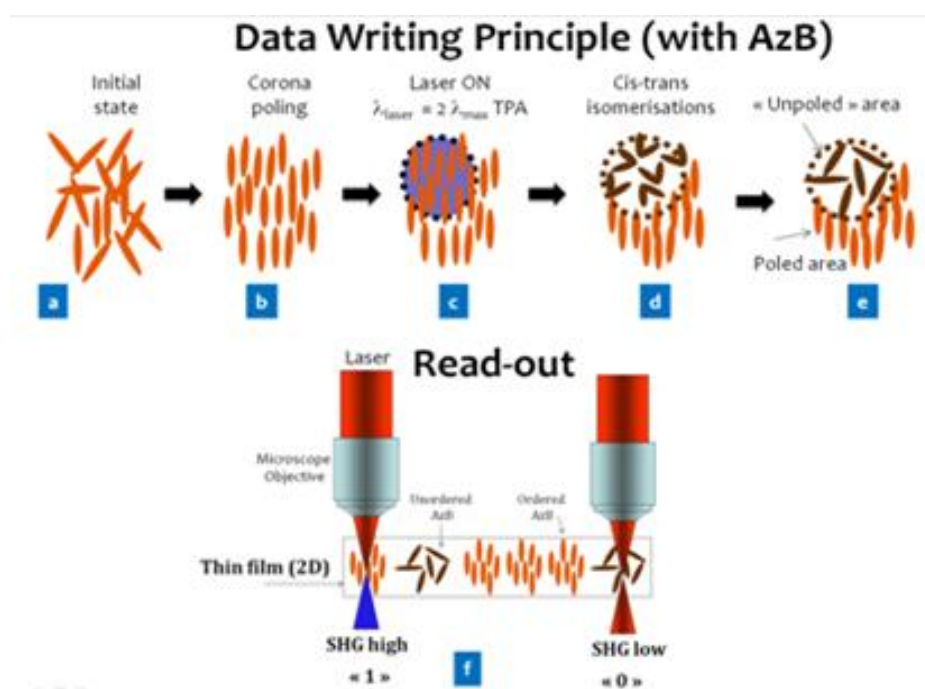 Data Writing Principle (with AzB)
Initial
state
Corona
poling
Laser ON
λlaser = 2 λmax TPA
Cis-trans
isomerisations
« Unpoled » area
Poled area
a
b
c
d
e
Read-out
Laser
Microscope
Objective
Unordered
AzB
Ordered
AzB
Thin film (2D)
SHG high
« 1 »
SHG low
« 0 »
f